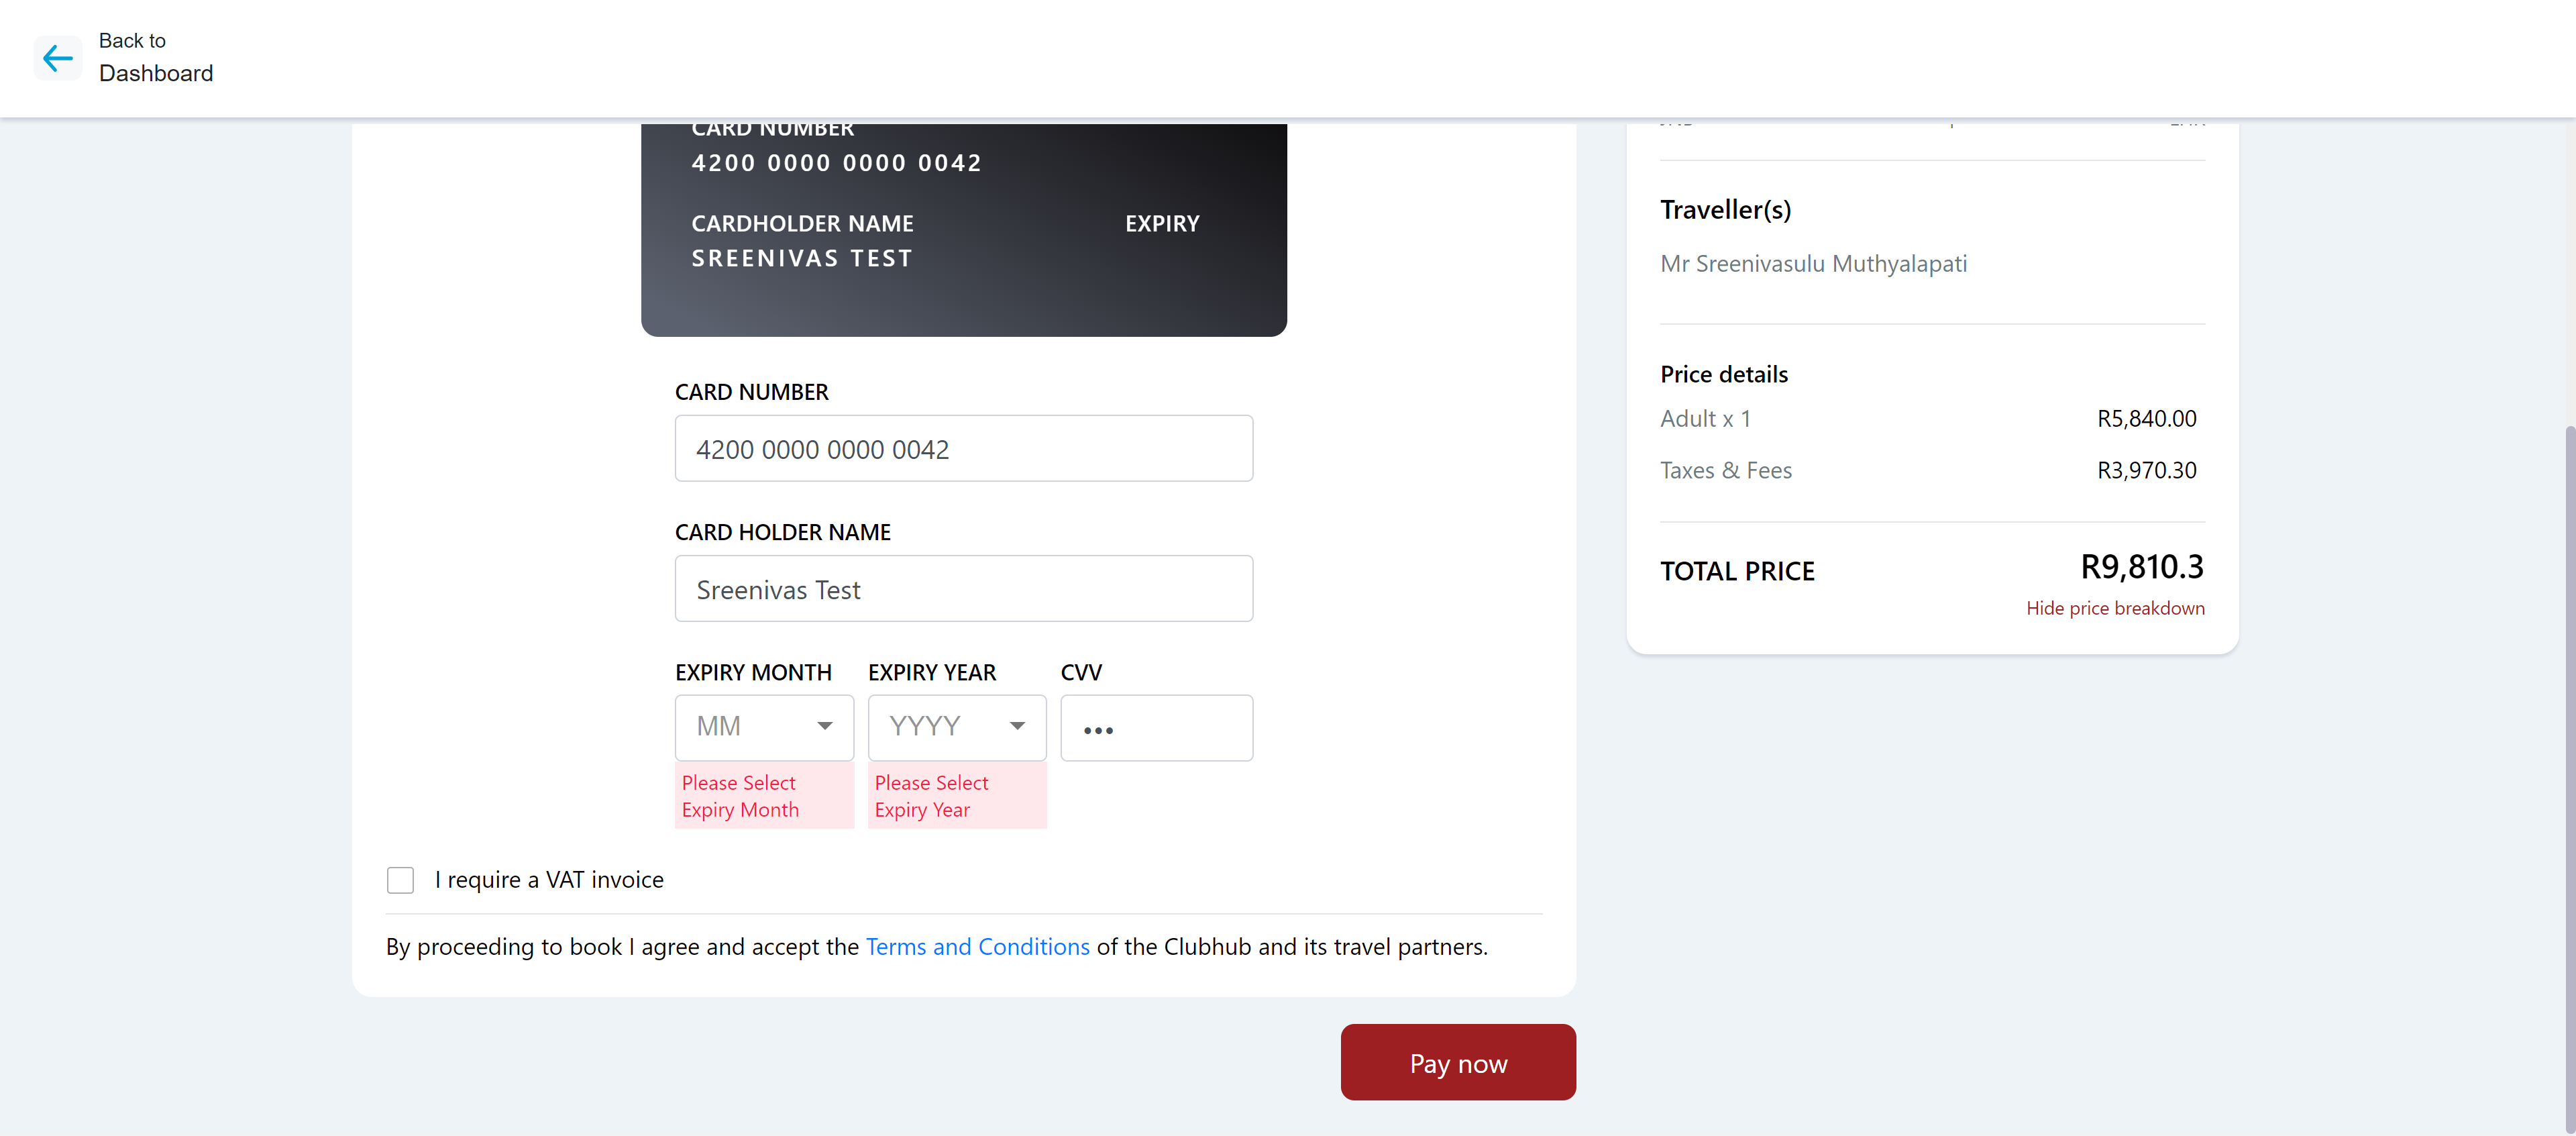 Back to
Dashboard
CARD NUMBER
4200 0000 0000 0042
CARDHOLDER NAME EXPIRY
SREENIVAS TEST
CARD NUMBER
4200 0000 0000 0042
CARD HOLDER NAME
Sreenivas Test
EXPIRY MONTH EXPIRY YEAR CVV
MM YYYY •••
Please Select Please Select
Expiry Month Expiry Year
I require a VAT invoice
By proceeding to book I agree and accept the Terms and Conditions of the Clubhub and its travel partners.
Pay now
Traveller(s)
Mr Sreenivasulu Muthyalapati
Price details
Adult x 1 R5,840.00
Taxes & Fees R3,970.30
TOTAL PRICE R9,810.3
Hide price breakdown